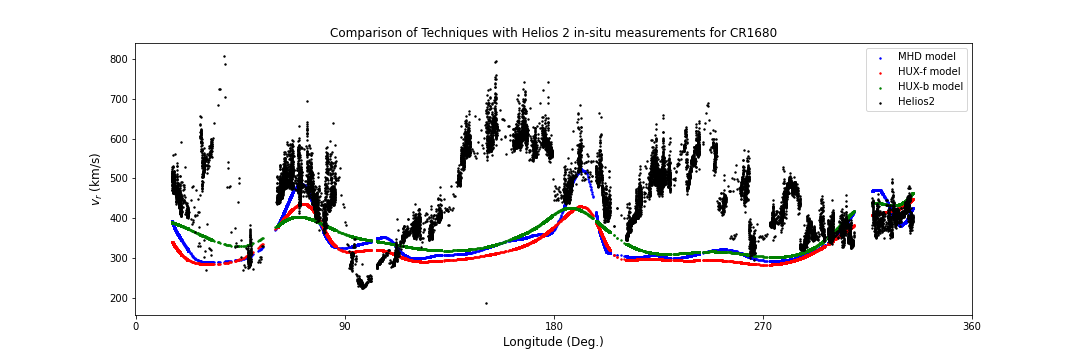 Comparison of Techniques with Helios 2 in-situ measurements for CR1680
800
700
600
500
400
300
200
v_r (km/s)
MHD model
HUX-f model
HUX-b model
Helios2
0
90
180
270
360
Longitude (Deg.)